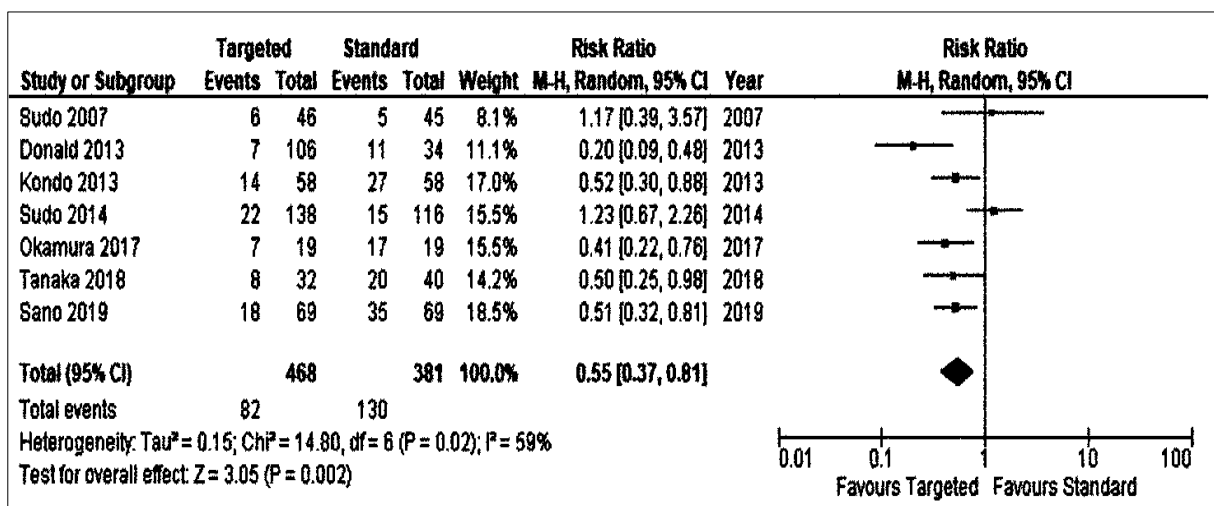 Targeted Standard Risk Ratio Risk Ratio
Study or Subgroup Events Total Events Total Weight M-H, Random, 95% CI Year M-H, Random, 95% CI
Sudo 2007 6 46 5 45 8.1% 1.17 [0.39, 3.57] 2007
Donald 2013 7 106 11 34 11.1% 0.20 [0.09, 0.48] 2013
Kondo 2013 14 58 27 58 17.0% 0.52 [0.30, 0.88] 2013
Sudo 2014 22 138 15 116 15.5% 1.23 [0.67, 2.26] 2014
Okamura 2017 7 19 17 19 15.5% 0.41 [0.22, 0.76] 2017
Tanaka 2018 8 32 20 40 14.2% 0.50 [0.25, 0.98] 2018
Sano 2019 18 69 35 69 18.5% 0.51 [0.32, 0.81] 2019
Total (95% CI) 468 381 100.0% 0.55 [0.37, 0.81]
Total events 82 130
Heterogeneity: Tau² = 0.15; Chi² = 14.80, df = 6 (P = 0.02); I² = 59%
Test for overall effect: Z = 3.05 (P = 0.002)
0.01 0.1 1 10 100
Favours Targeted Favours Standard